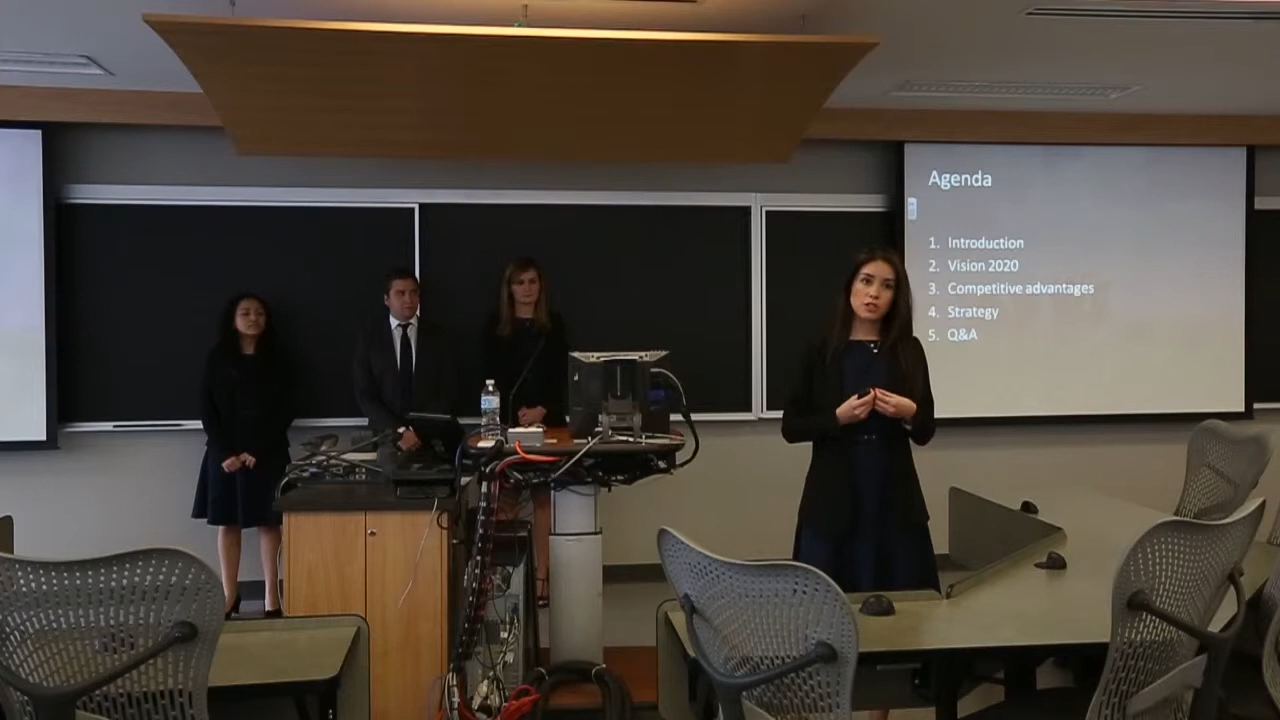 Agenda
1. Introduction
2. Vision 2020
3. Competitive advantages
4. Strategy
5. Q&A